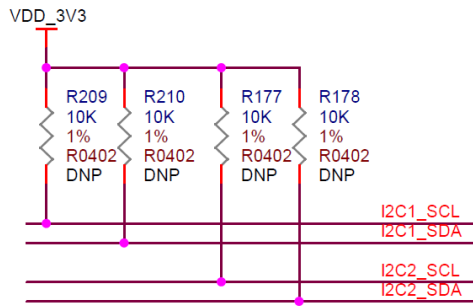 VDD_3V3
R209
10K
1%
R0402
DNP
R210
10K
1%
R0402
DNP
R177
10K
1%
R0402
DNP
R178
10K
1%
R0402
DNP
I2C1_SCL
I2C1_SDA
I2C2_SCL
I2C2_SDA